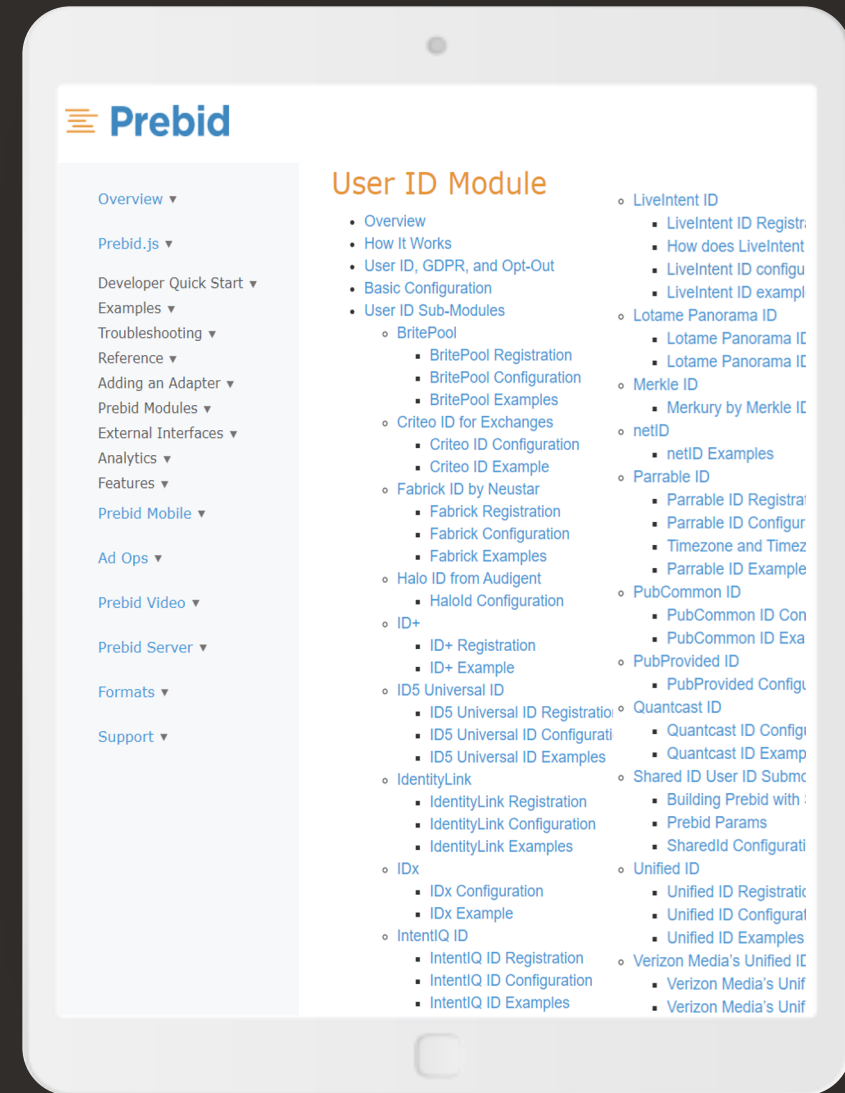 Prebid
Overview ▼
Prebid.js ▼
Developer Quick Start ▼
Examples ▼
Troubleshooting ▼
Reference ▼
Adding an Adapter ▼
Prebid Modules ▼
External Interfaces ▼
Analytics ▼
Features ▼
Prebid Mobile ▼
Ad Ops ▼
Prebid Video ▼
Prebid Server ▼
Formats ▼
Support ▼
User ID Module
Overview
How It Works
User ID, GDPR, and Opt-Out
Basic Configuration
User ID Sub-Modules
BritePool
BritePool Registration
BritePool Configuration
BritePool Examples
Criteo ID for Exchanges
Criteo ID Configuration
Criteo ID Example
Fabrick ID by Neustar
Fabrick Registration
Fabrick Configuration
Fabrick Examples
Halo ID from Audigent
HaloId Configuration
ID+
ID+ Registration
ID+ Example
ID5 Universal ID
ID5 Universal ID Registration
ID5 Universal ID Configurati
ID5 Universal ID Examples
IdentityLink
IdentityLink Registration
IdentityLink Configuration
IdentityLink Examples
IDx
IDx Configuration
IDx Example
IntentIQ ID
IntentIQ ID Registration
IntentIQ ID Configuration
IntentIQ ID Examples
LiveIntent ID
LiveIntent ID Registra
How does LiveIntent
LiveIntent ID configu
LiveIntent ID exampl
Lotame Panorama ID
Lotame Panorama ID
Lotame Panorama ID
Merkle ID
Merkury by Merkle ID
netID
netID Examples
Parrable ID
Parrable ID Registrat
Parrable ID Configur
Timezone and Timez
Parrable ID Example
PubCommon ID
PubCommon ID Con
PubCommon ID Exa
PubProvided ID
PubProvided Configu
Quantcast ID
Quantcast ID Configu
Quantcast ID Examp
Shared ID User ID Submo
Building Prebid with
Prebid Params
SharedId Configurati
Unified ID
Unified ID Registratio
Unified ID Configurat
Unified ID Examples
Verizon Media's Unified ID
Verizon Media's Unif
Verizon Media's Unif